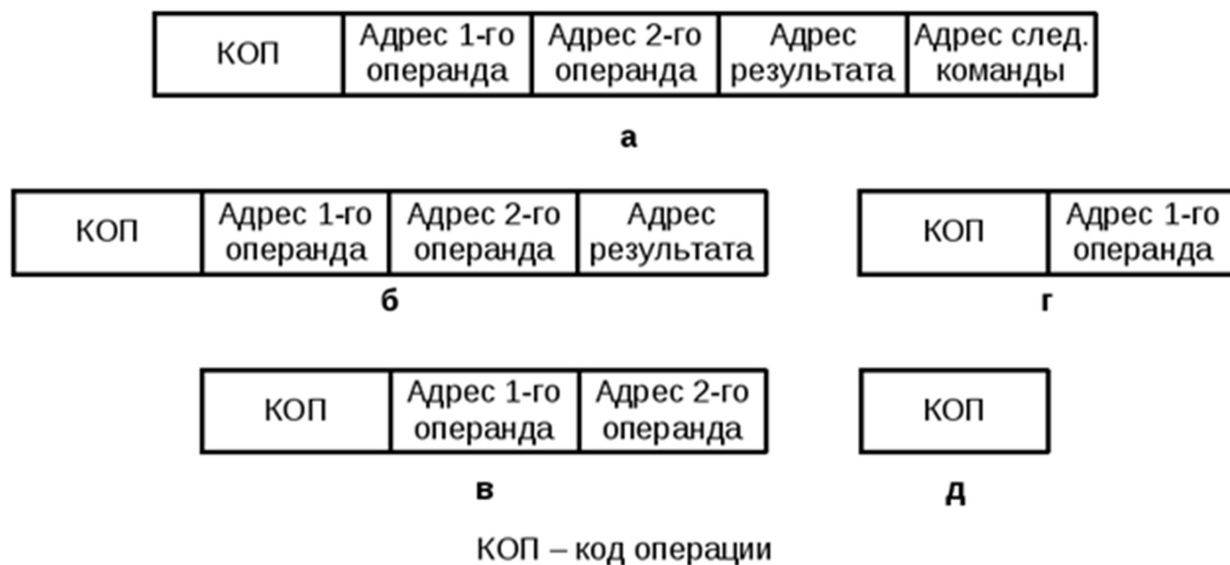 КОП
Адрес 1-го
операнда
Адрес 2-го
операнда
Адрес
результата
Адрес след.
команды
а
КОП
Адрес 1-го
операнда
Адрес 2-го
операнда
Адрес
результата
б
КОП
Адрес 1-го
операнда
г
КОП
Адрес 1-го
операнда
Адрес 2-го
операнда
в
КОП
д
КОП – код операции